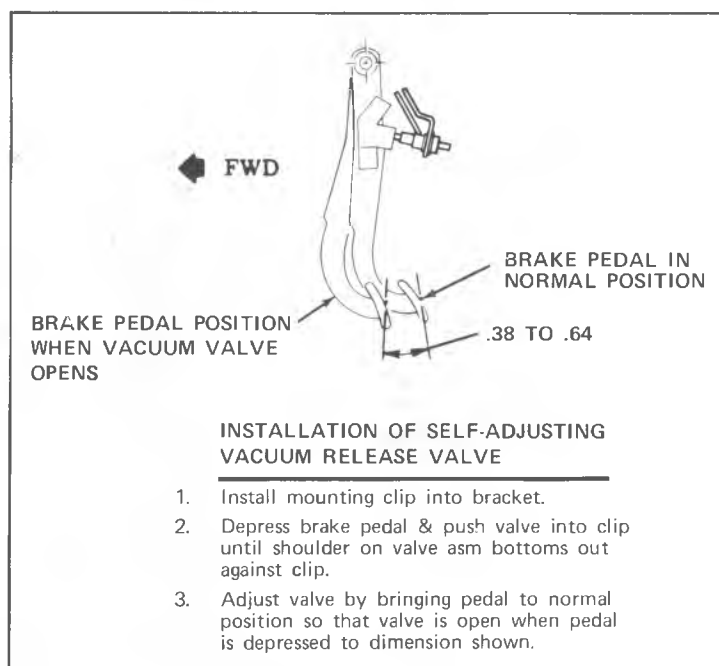 FWD
BRAKE PEDAL IN
NORMAL POSITION
BRAKE PEDAL POSITION
WHEN VACUUM VALVE
OPENS
.38 TO .64
INSTALLATION OF SELF-ADJUSTING
VACUUM RELEASE VALVE
1. Install mounting clip into bracket.
2. Depress brake pedal & push valve into clip
until shoulder on valve asm bottoms out
against clip.
3. Adjust valve by bringing pedal to normal
position so that valve is open when pedal
is depressed to dimension shown.